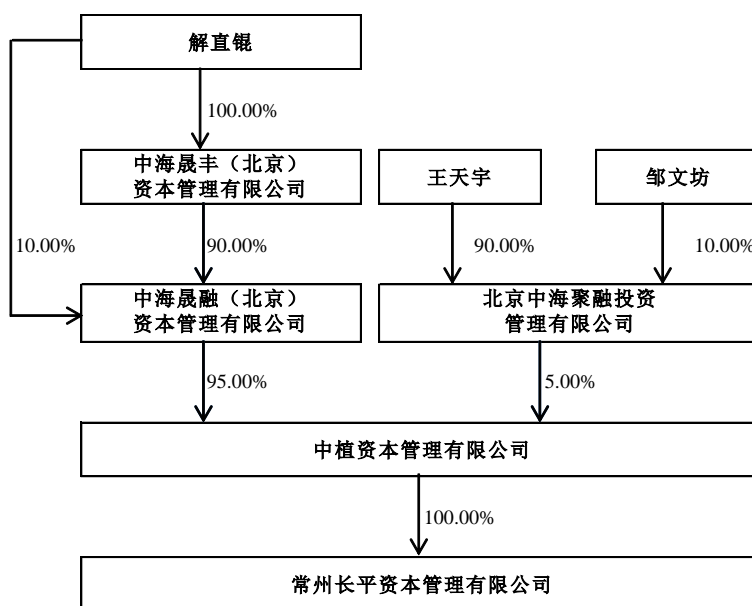 解直锟
100.00%
中海晟丰（北京）
资本管理有限公司
王天宇
邹文坊
10.00%
90.00%
90.00%
10.00%
中海晟融（北京）
资本管理有限公司
北京中海聚融投资
管理有限公司
95.00%
5.00%
中植资本管理有限公司
100.00%
常州长平资本管理有限公司